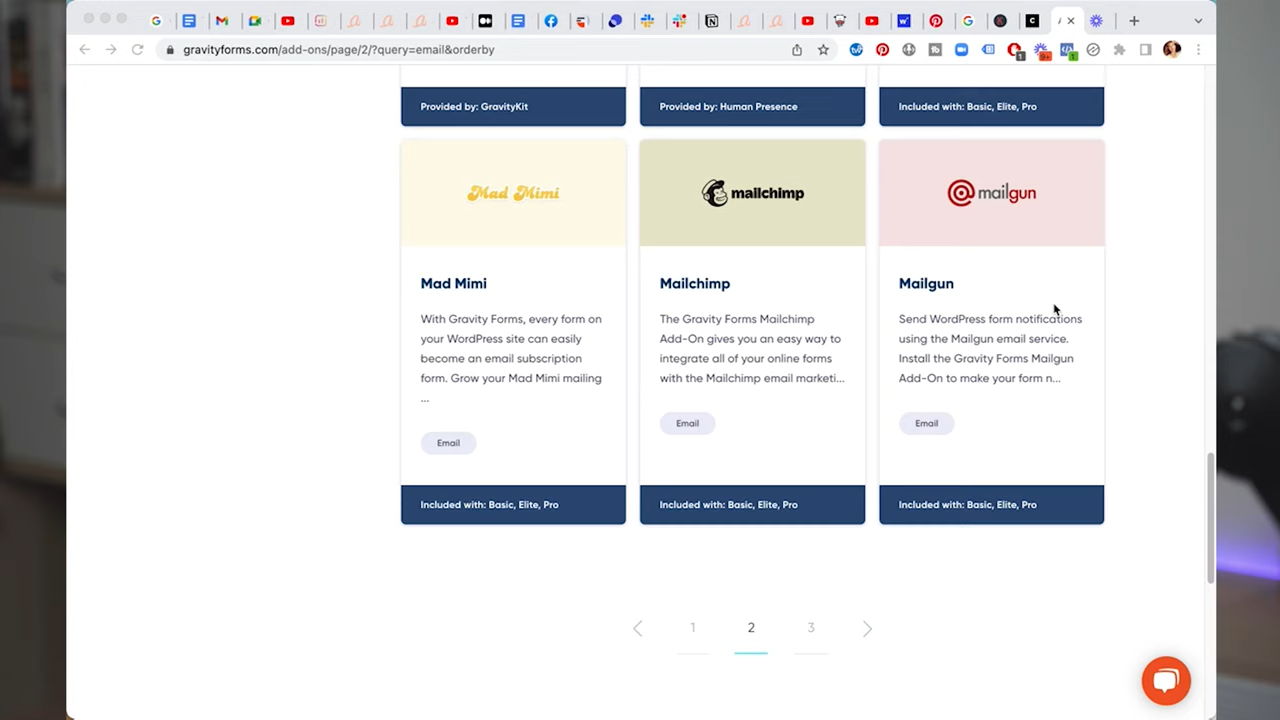 gravityforms.com/add-ons/page/2/?query=email&orderby
Provided by: GravityKit
Provided by: Human Presence
Included with: Basic, Elite, Pro
Mad Mimi
mailchimp
mailgun
Mad Mimi
Mailchimp
Mailgun
With Gravity Forms, every form on
your WordPress site can easily
become an email subscription
form. Grow your Mad Mimi mailing
...
The Gravity Forms Mailchimp
Add-On gives you an easy way to
integrate all of your online forms
with the Mailchimp email marketi...
Send WordPress form notifications
using the Mailgun email service.
Install the Gravity Forms Mailgun
Add-On to make your form n...
Email
Email
Email
Included with: Basic, Elite, Pro
Included with: Basic, Elite, Pro
Included with: Basic, Elite, Pro
1
2
3